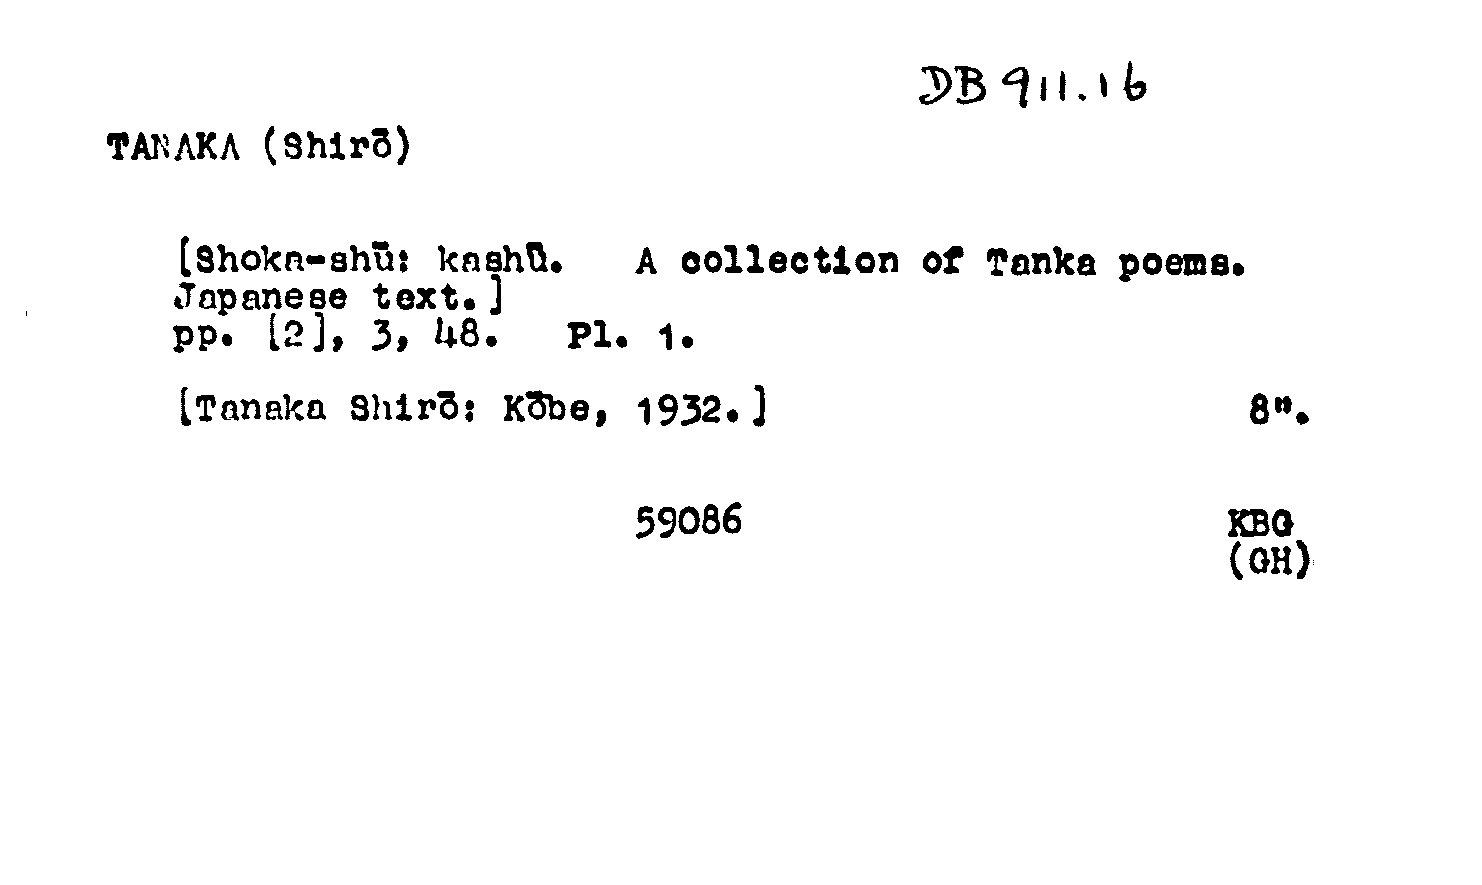 DB 911.16
TANAKA (Shirō)
[Shoka-shū: kashū. A collection of Tanka poems.
Japanese text.]
pp. [2], 3, 48. Pl. 1.
[Tanaka Shirō: Kōbe, 1932.] 8".
59086 KBG
(GH)